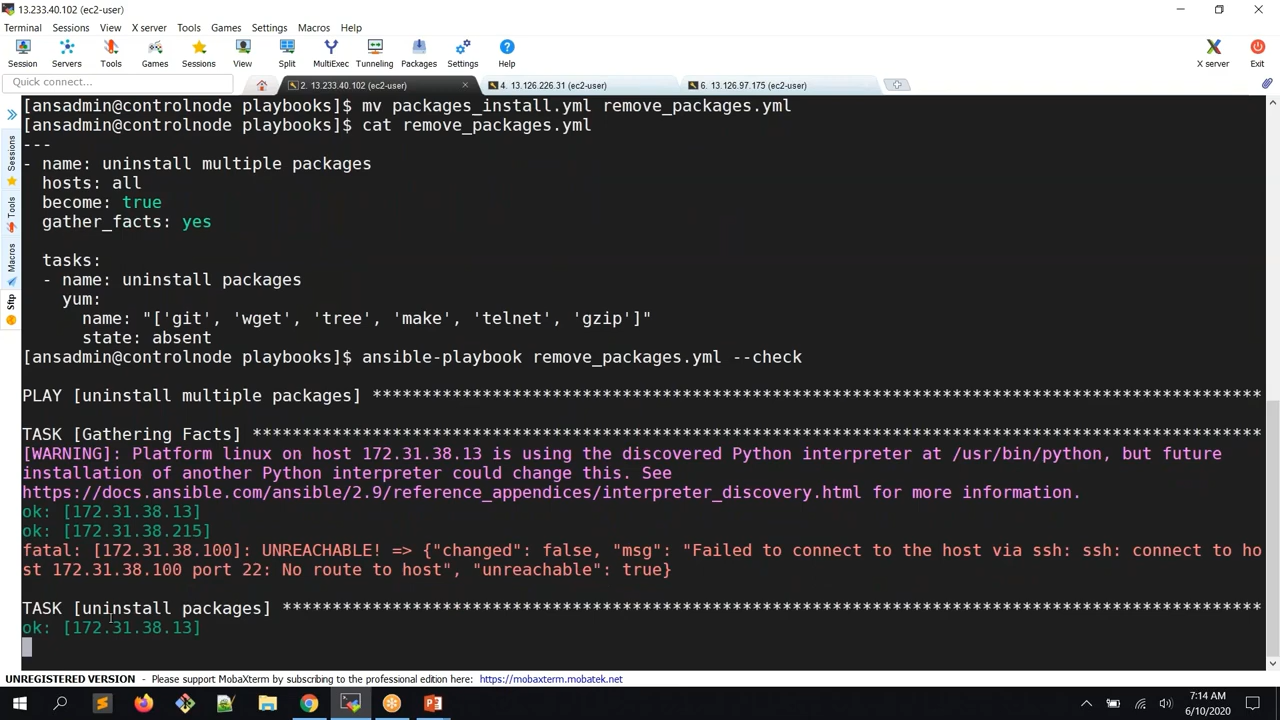 13.233.40.102 (ec2-user)
Terminal Sessions View X server Tools Games Settings Macros Help
Session Servers Tools Games Sessions View Split MultiExec Tunneling Packages Settings Help X server Exit
Quick connect... 2. 13.233.40.102 (ec2-user) 4. 13.126.226.31 (ec2-user) 6. 13.126.97.175 (ec2-user)
Sessions
Tools
Macros
Sftp
[ansadmin@controlnode playbooks]$ mv packages_install.yml remove_packages.yml
[ansadmin@controlnode playbooks]$ cat remove_packages.yml
---
- name: uninstall multiple packages
hosts: all
become: true
gather_facts: yes
tasks:
- name: uninstall packages
yum:
name: "['git', 'wget', 'tree', 'make', 'telnet', 'gzip']"
state: absent
[ansadmin@controlnode playbooks]$ ansible-playbook remove_packages.yml --check
PLAY [uninstall multiple packages] *****************************************************************************************
TASK [Gathering Facts] *****************************************************************************************************
[WARNING]: Platform linux on host 172.31.38.13 is using the discovered Python interpreter at /usr/bin/python, but future
installation of another Python interpreter could change this. See
https://docs.ansible.com/ansible/2.9/reference_appendices/interpreter_discovery.html for more information.
ok: [172.31.38.13]
ok: [172.31.38.215]
fatal: [172.31.38.100]: UNREACHABLE! => {"changed": false, "msg": "Failed to connect to the host via ssh: ssh: connect to ho
st 172.31.38.100 port 22: No route to host", "unreachable": true}
TASK [uninstall packages] **************************************************************************************************
ok: [172.31.38.13]
UNREGISTERED VERSION - Please support MobaXterm by subscribing to the professional edition here: https://mobaxterm.mobatek.net
7:14 AM
6/10/2020